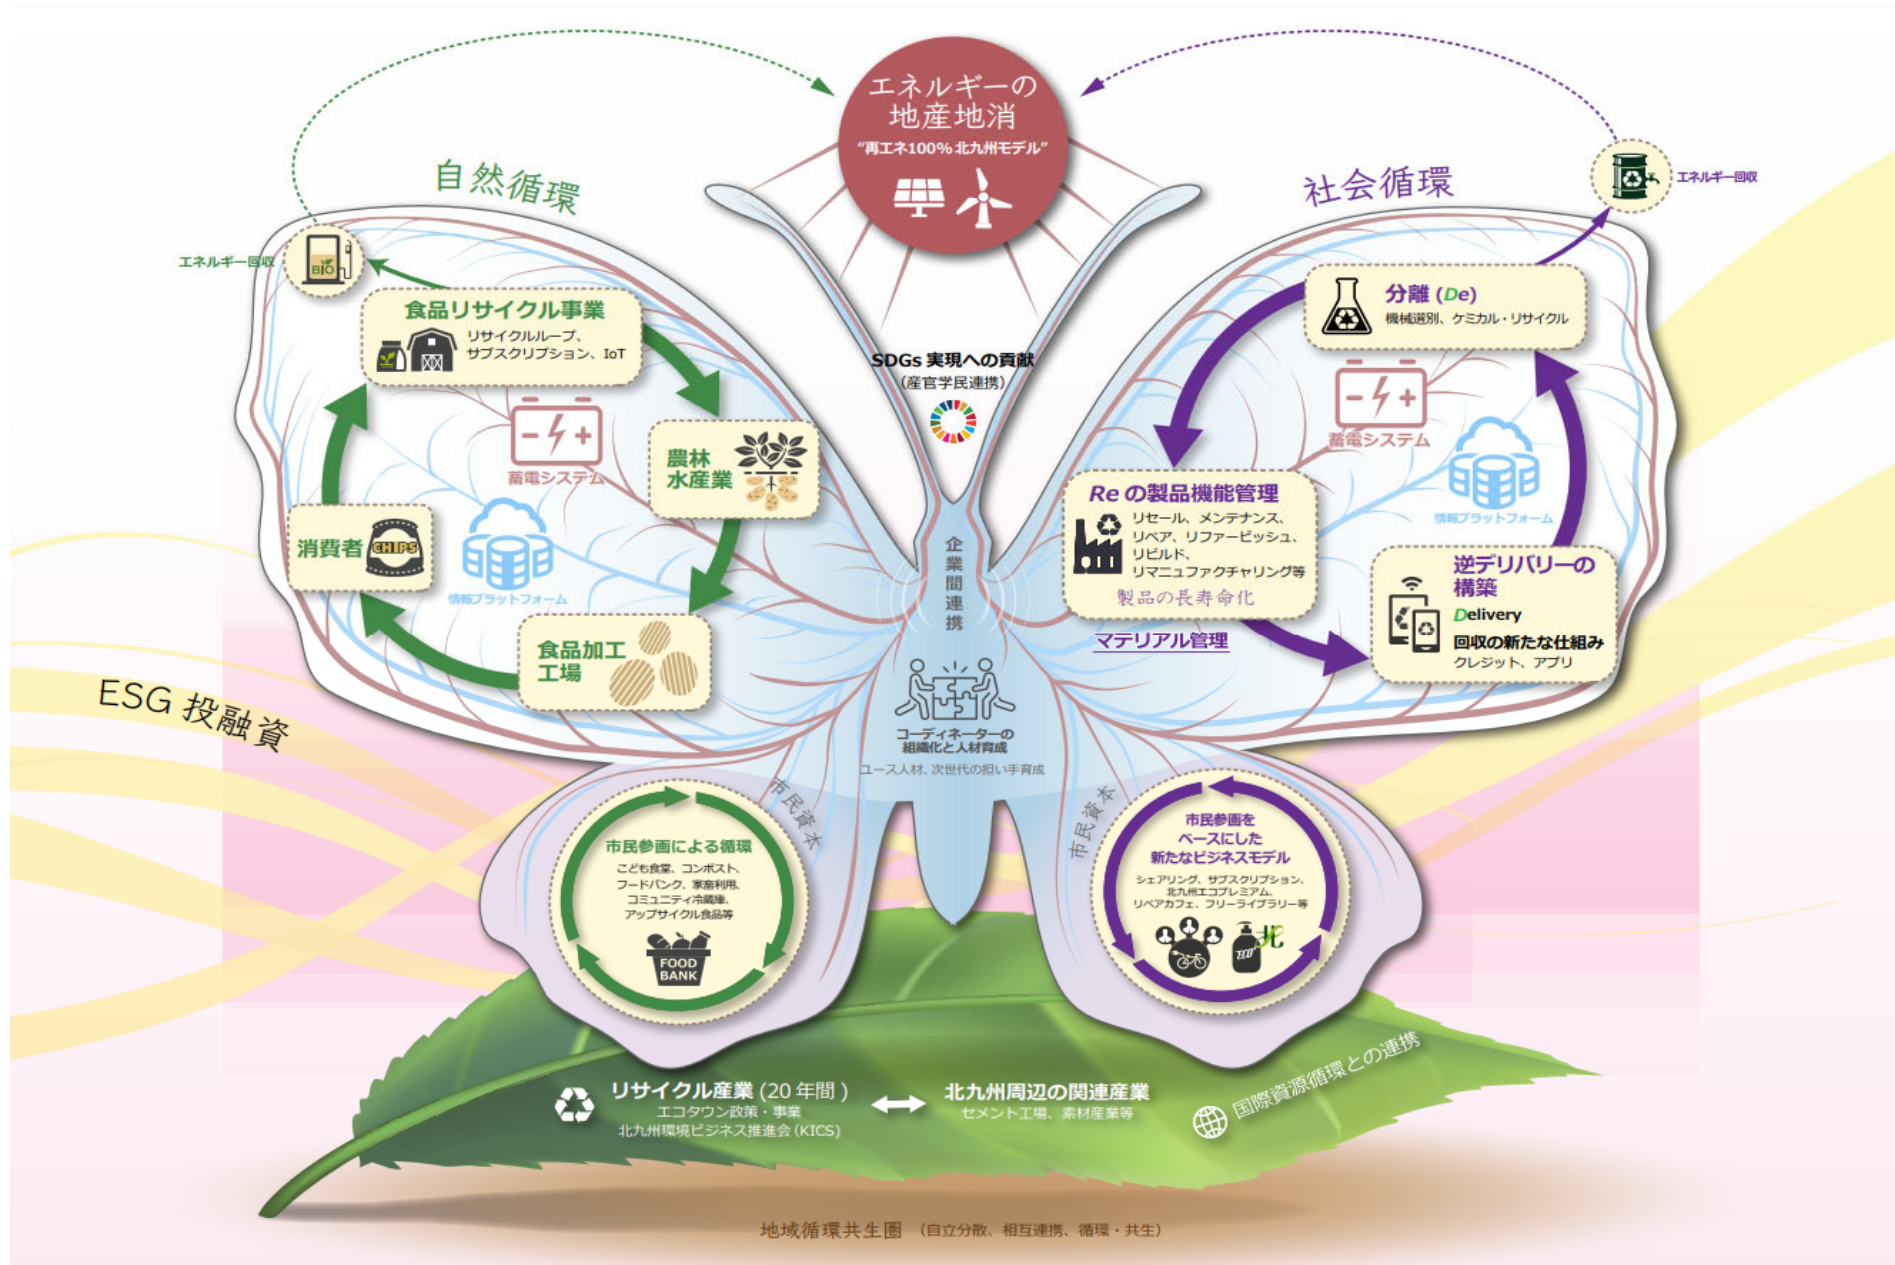 エネルギーの
地産地消
“再エネ100% 北九州モデル”
自然循環
社会循環
エネルギー回収
BIO
エネルギー回収
食品リサイクル事業
リサイクルループ、
サブスクリプション、IoT
農林
水産業
食品加工
工場
消費者
CHIPS
蓄電システム
情報プラットフォーム
SDGs 実現への貢献
（産官学民連携）
分離 (De)
機械選別、ケミカル・リサイクル
Re の製品機能管理
リセール、メンテナンス、
リペア、リファービッシュ、
リビルド、
リマニュファクチャリング等
製品の長寿命化
マテリアル管理
逆デリバリーの
構築
Delivery
回収の新たな仕組み
クレジット、アプリ
蓄電システム
情報プラットフォーム
企業間連携
コーディネーターの
組織化と人材育成
ユース人材、次世代の担い手育成
ESG 投融資
市民資本
市民参画による循環
こども食堂、コンポスト、
フードバンク、家畜利用、
コミュニティ冷蔵庫、
アップサイクル食品等
FOOD
BANK
市民資本
市民参画を
ベースにした
新たなビジネスモデル
シェアリング、サブスクリプション、
北九州エコプレミアム、
リペアカフェ、フリーライブラリー等
ECO
北
リサイクル産業 (20 年間 )
エコタウン政策・事業
北九州環境ビジネス推進会 (KICS)
北九州周辺の関連産業
セメント工場、素材産業等
国際資源循環との連携
地域循環共生圏 （自立分散、相互連携、循環・共生）